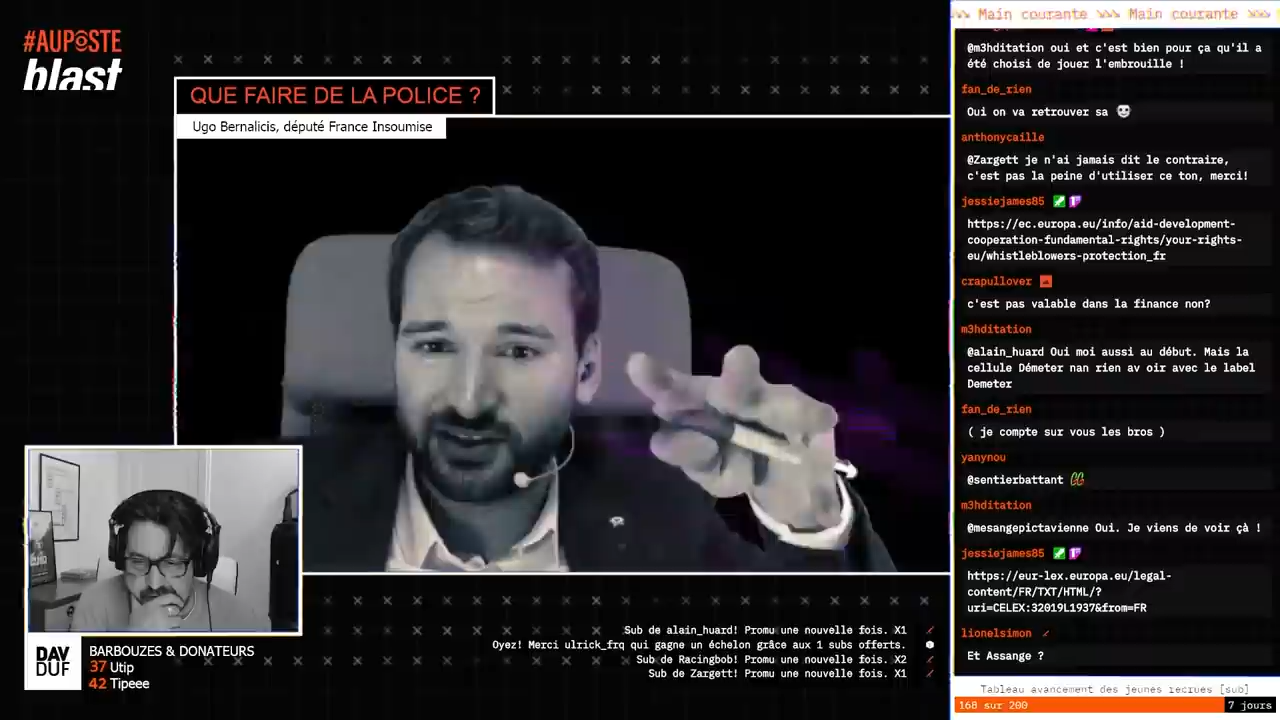 #AUPOSTE
blast
QUE FAIRE DE LA POLICE ?
Ugo Bernalicis, député France Insoumise
DAV
DUF
BARBOUZES & DONATEURS
37 Utip
42 Tipeee
Sub de alain_huard! Promu une nouvelle fois. X1
Oyez! Merci ulrick_frq qui gagne un échelon grâce aux 1 subs offerts.
Sub de Racingbob! Promu une nouvelle fois. X2
Sub de Zargett! Promu une nouvelle fois. X1
>>> Main courante >>> Main courante >>>
@m3hditation oui et c'est bien pour ça qu'il a
été choisi de jouer l'embrouille !
fan_de_rien
Oui on va retrouver sa
anthonycaille
@Zargett je n'ai jamais dit le contraire,
c'est pas la peine d'utiliser ce ton, merci!
jessiejames85
https://ec.europa.eu/info/aid-development-
cooperation-fundamental-rights/your-rights-
eu/whistleblowers-protection_fr
crapullover
c'est pas valable dans la finance non?
m3hditation
@alain_huard Oui moi aussi au début. Mais la
cellule Démeter nan rien av oir avec le label
Demeter
fan_de_rien
( je compte sur vous les bros )
yanynou
@sentierbattant
m3hditation
@mesangepictavienne Oui. Je viens de voir çà !
jessiejames85
https://eur-lex.europa.eu/legal-
content/FR/TXT/HTML/?
uri=CELEX:32019L1937&from=FR
lionelsimon
Et Assange ?
Tableau avancement des jeunes recrues [sub]
168 sur 200
7 jours